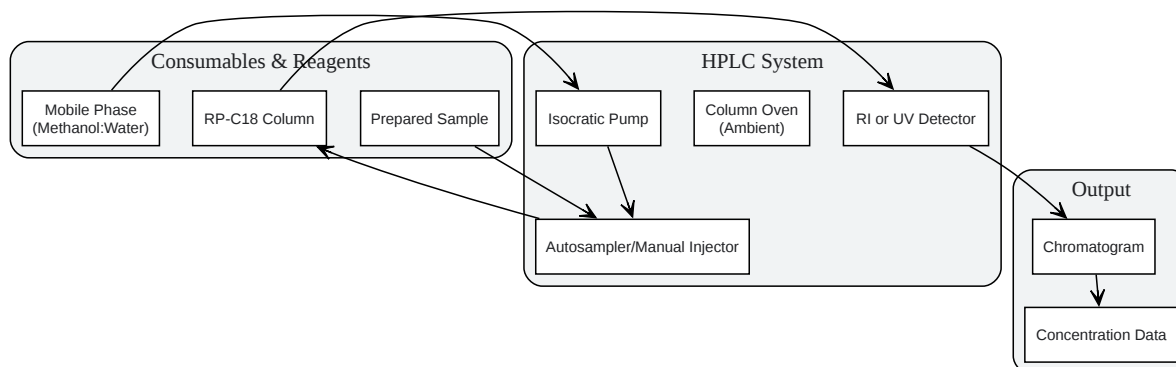 Consumables & Reagents
Mobile Phase
(Methanol:Water)
RP-C18 Column
Prepared Sample
HPLC System
Isocratic Pump
Column Oven
(Ambient)
RI or UV Detector
Autosampler/Manual Injector
Output
Chromatogram
Concentration Data